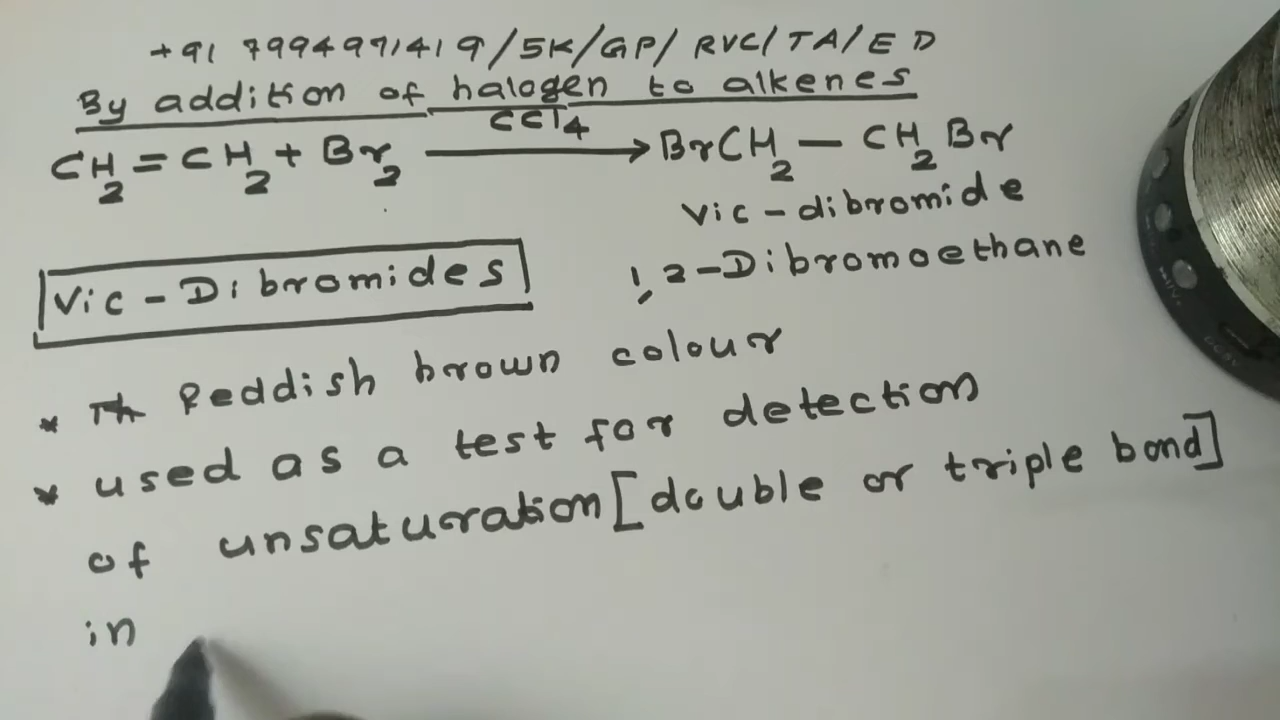 +91 7994971419/SK/GP/ RVC/TA/E D
By addition of halogen to alkenes
CCl4
CH2=CH2+Br2 → BrCH2-CH2Br
Vic-dibromide
1,2-Dibromoethane
Vic-Dibromides
* Reddish brown colour
* used as a test for detection
of unsaturation[double or triple bond]
in